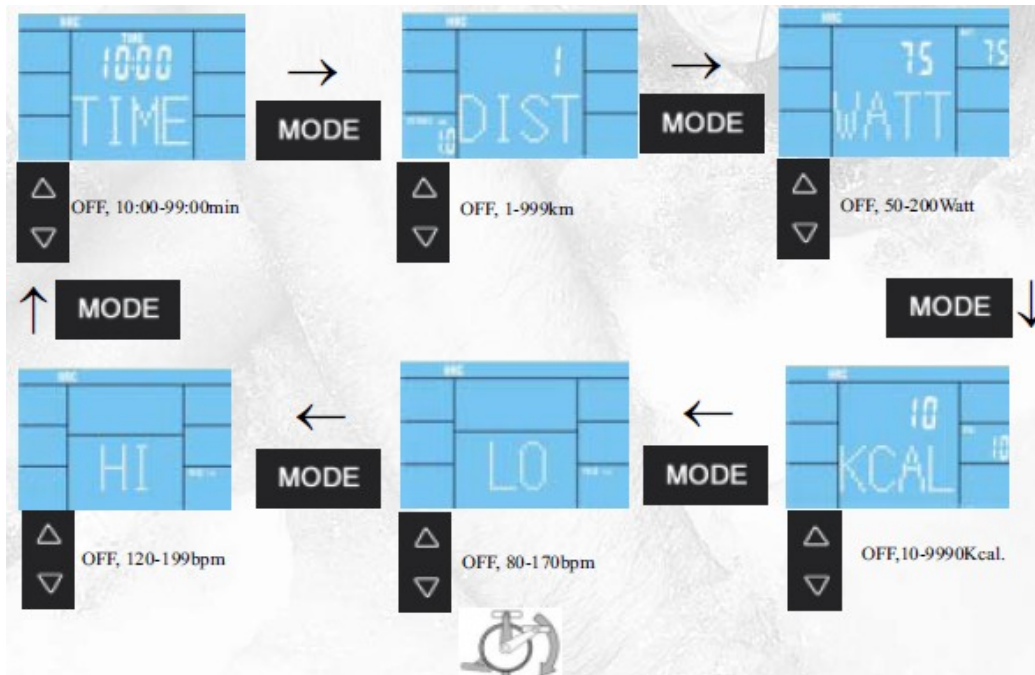 TIME
10:00
TIME
→
MODE
1
DIST
10
→
MODE
75
75
WATT
OFF, 10:00-99:00min
OFF, 1-999km
OFF, 50-200Watt
↑
MODE
MODE
↓
HI
←
MODE
LO
←
MODE
10
10
KCAL
OFF, 120-199bpm
OFF, 80-170bpm
OFF,10-9990Kcal.